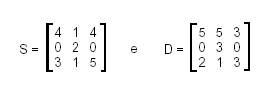 S = [4 1 4; 0 2 0; 3 1 5] e D = [5 5 3; 0 3 0; 2 1 3]